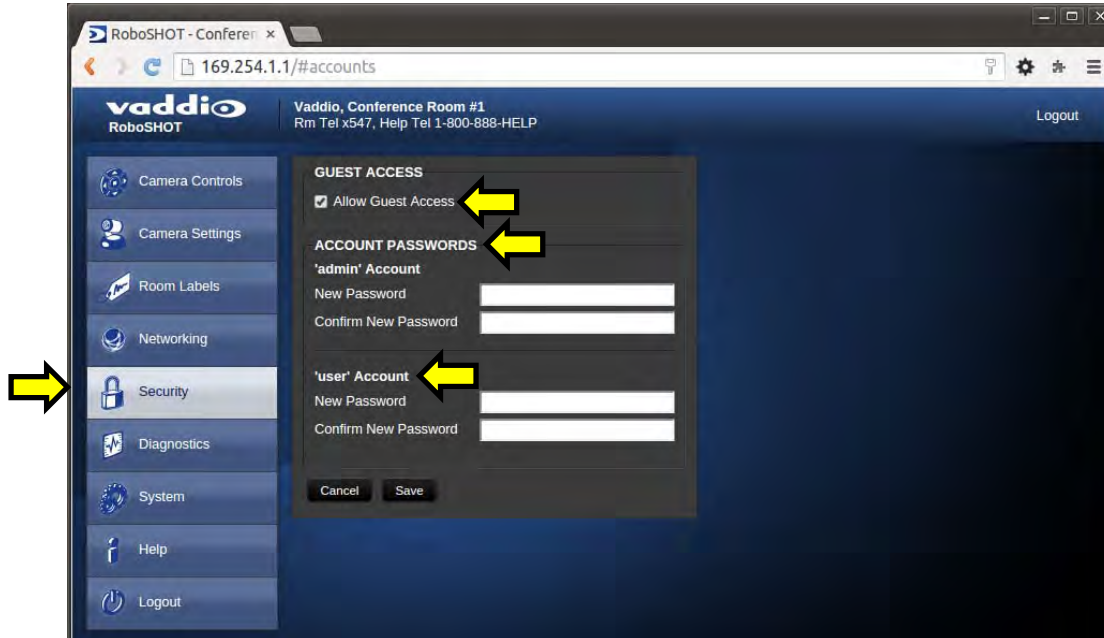 RoboSHOT - Conferen ×
169.254.1.1/#accounts
vaddio
RoboSHOT
Vaddio, Conference Room #1
Rm Tel x547, Help Tel 1-800-888-HELP
Logout
Camera Controls
Camera Settings
Room Labels
Networking
Security
Diagnostics
System
Help
Logout
GUEST ACCESS
Allow Guest Access
ACCOUNT PASSWORDS
'admin' Account
New Password
Confirm New Password
'user' Account
New Password
Confirm New Password
Cancel Save